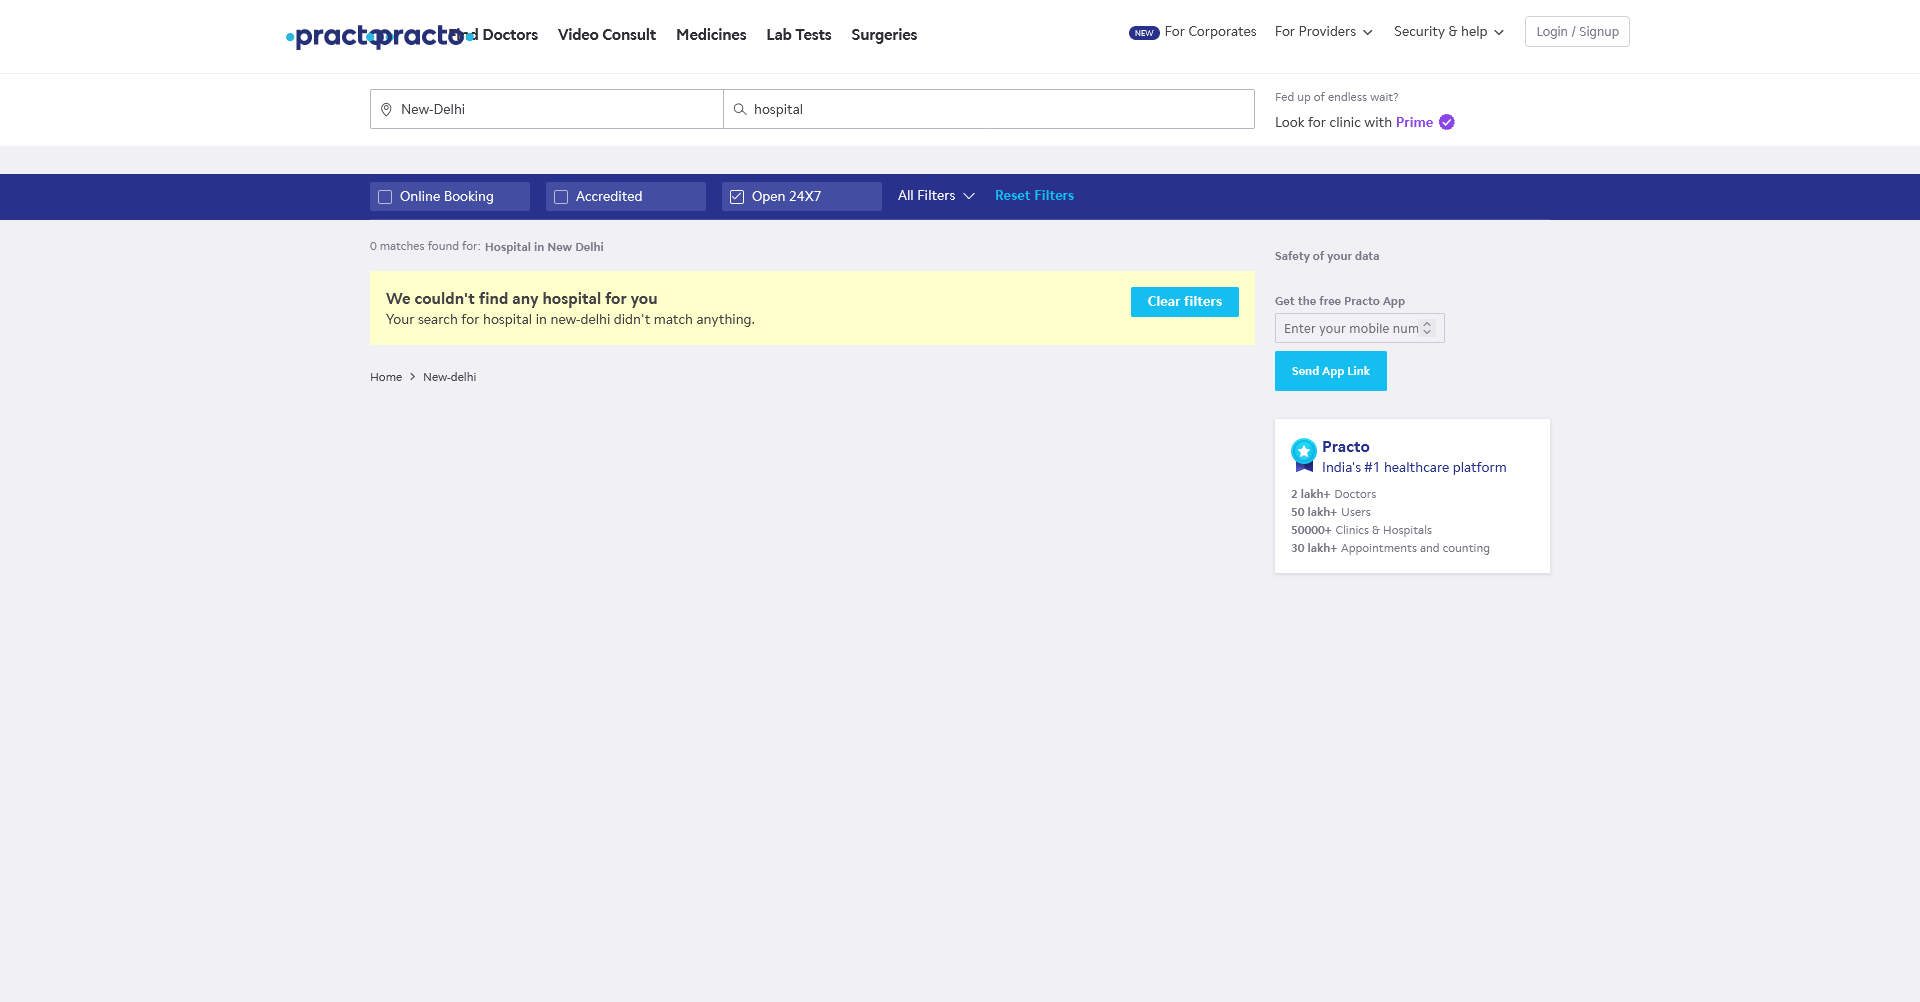 practo
practo
Find Doctors
Video Consult
Medicines
Lab Tests
Surgeries
NEW For Corporates
For Providers
Security & help
Login / Signup
New-Delhi
hospital
Fed up of endless wait?
Look for clinic with Prime
Online Booking
Accredited
Open 24X7
All Filters
Reset Filters
0 matches found for: Hospital in New Delhi
We couldn't find any hospital for you
Your search for hospital in new-delhi didn't match anything.
Clear filters
Home
New-delhi
Safety of your data
Get the free Practo App
Enter your mobile num
Send App Link
Practo
India's #1 healthcare platform
2 lakh+ Doctors
50 lakh+ Users
50000+ Clinics & Hospitals
30 lakh+ Appointments and counting